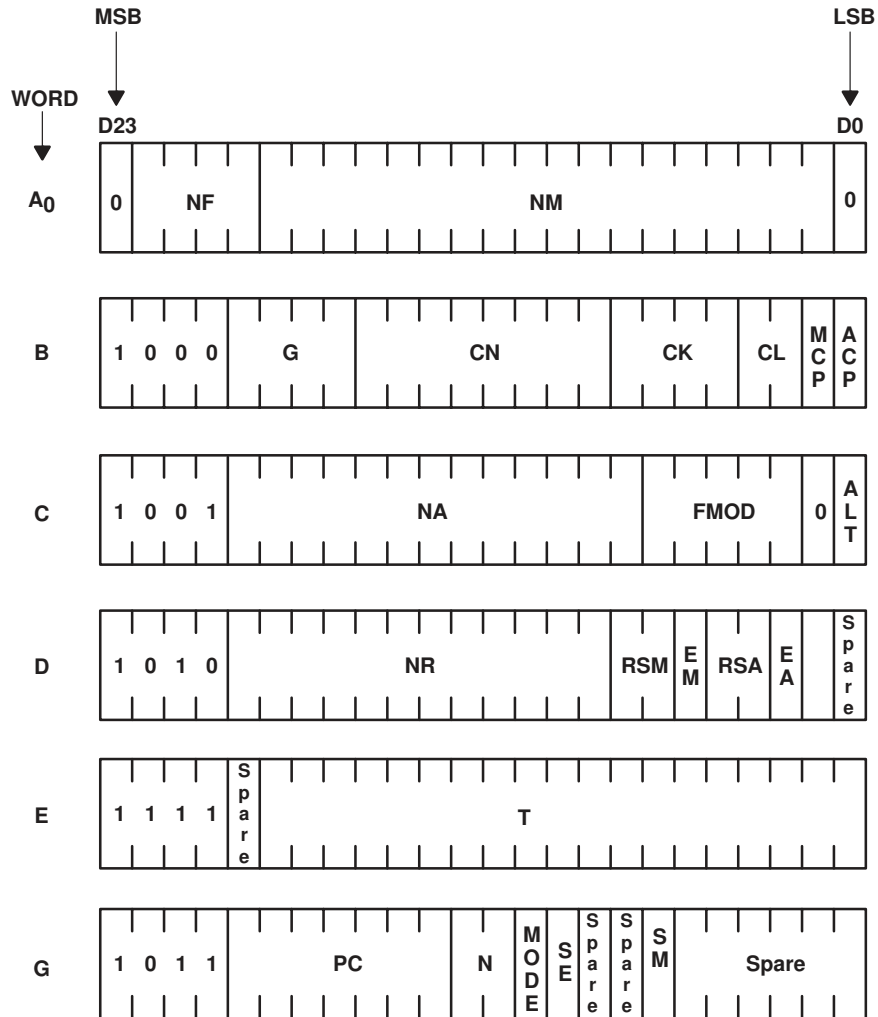 MSB LSB
WORD
D23 D0
A0 0 NF NM 0
B 1 0 0 0 G CN CK CL MCP ACP
C 1 0 0 1 NA FMOD 0 ALT
D 1 0 1 0 NR RSM EM RSA EA Spare
E 1 1 1 1 Spare T
G 1 0 1 1 PC N MODE SE Spare Spare SM Spare